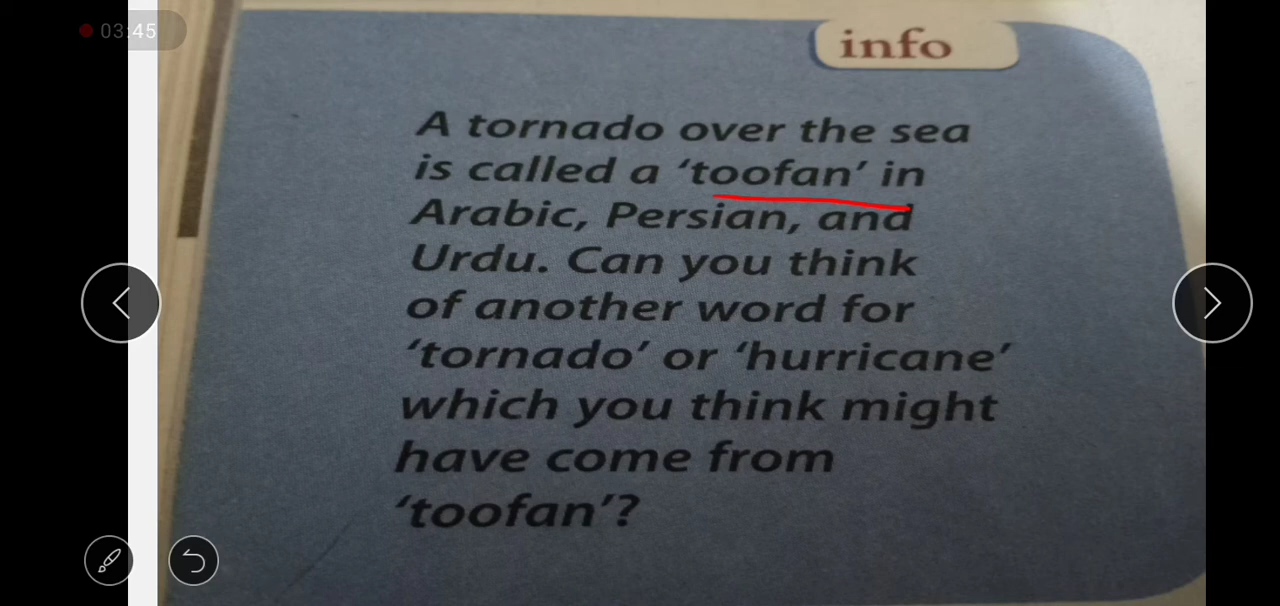 03:45
info
A tornado over the sea
is called a ‘toofan’ in
Arabic, Persian, and
Urdu. Can you think
of another word for
‘tornado’ or ‘hurricane’
which you think might
have come from
‘toofan’?